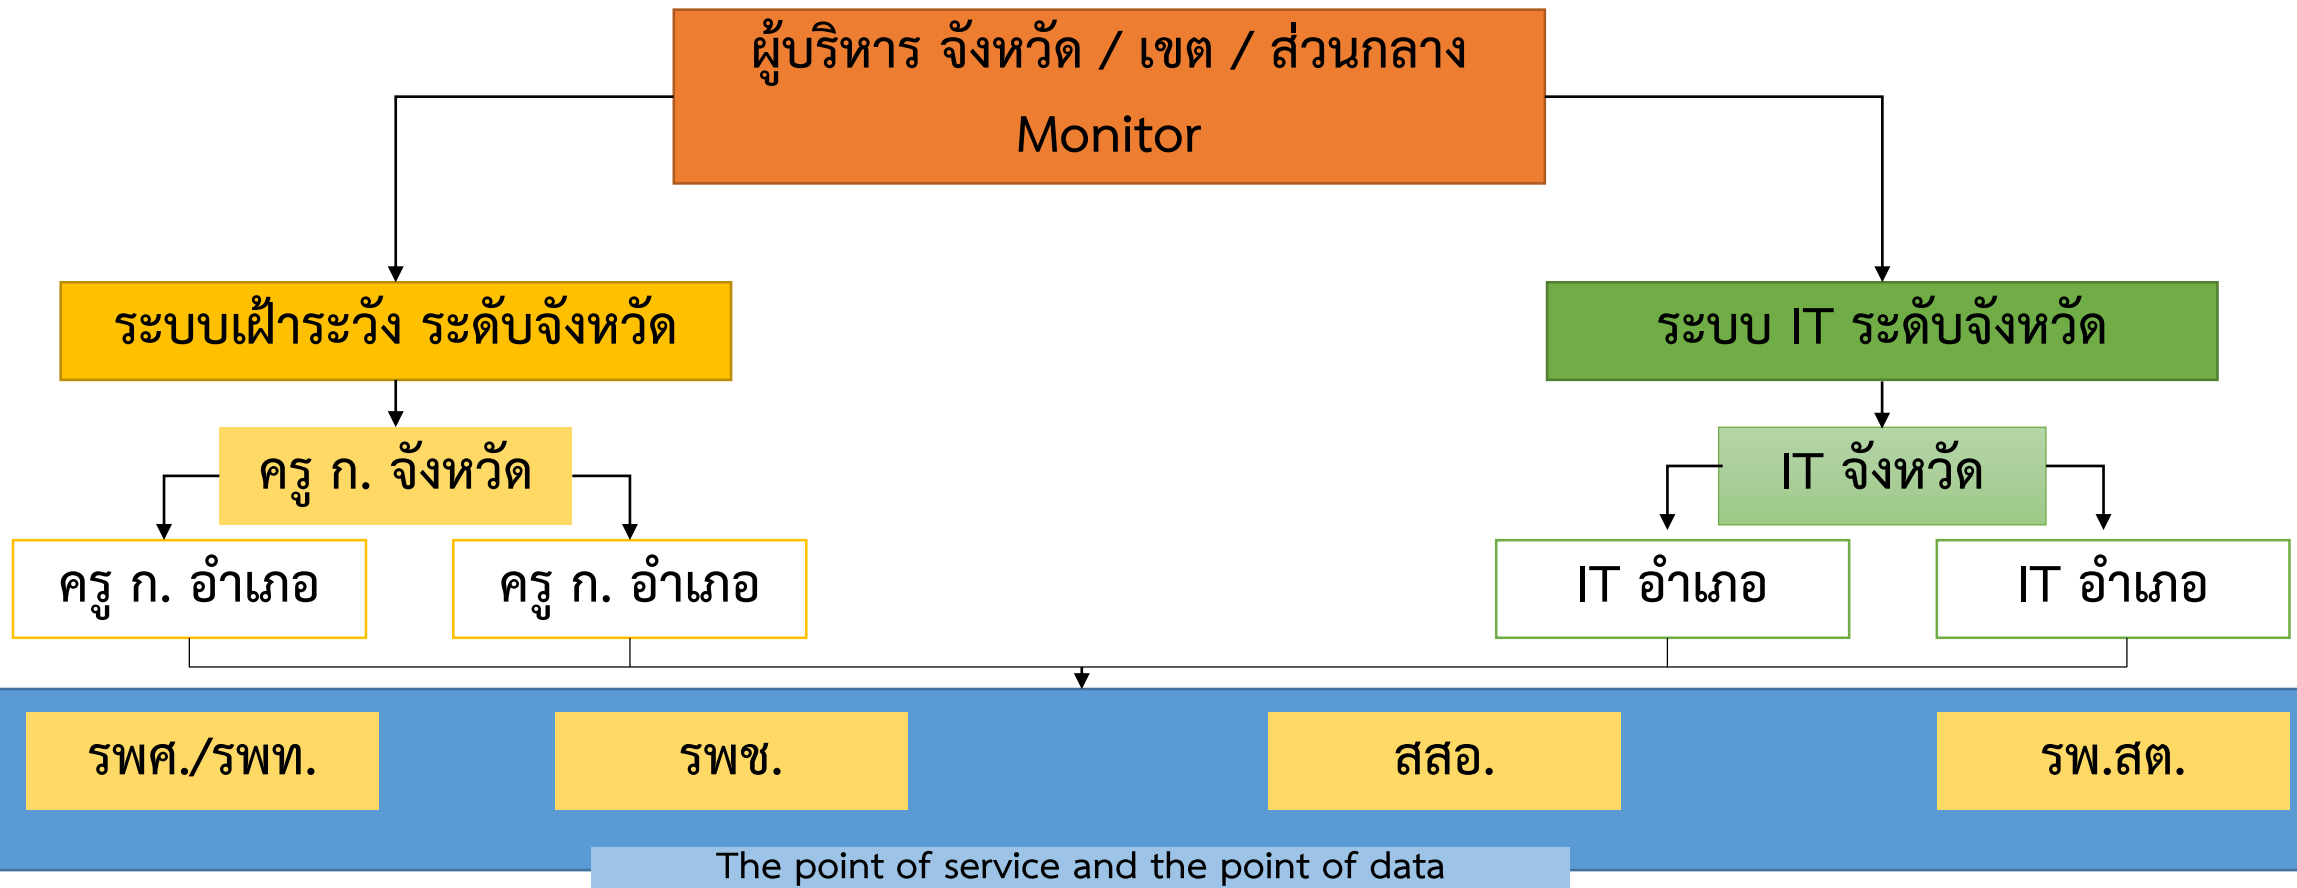 ผู้บริหาร จังหวัด / เขต / ส่วนกลาง
Monitor
ระบบเฝ้าระวัง ระดับจังหวัด
ระบบ IT ระดับจังหวัด
ครู ก. จังหวัด
IT จังหวัด
ครู ก. อำเภอ
ครู ก. อำเภอ
IT อำเภอ
IT อำเภอ
รพศ./รพท.
รพช.
สสอ.
รพ.สต.
The point of service and the point of data